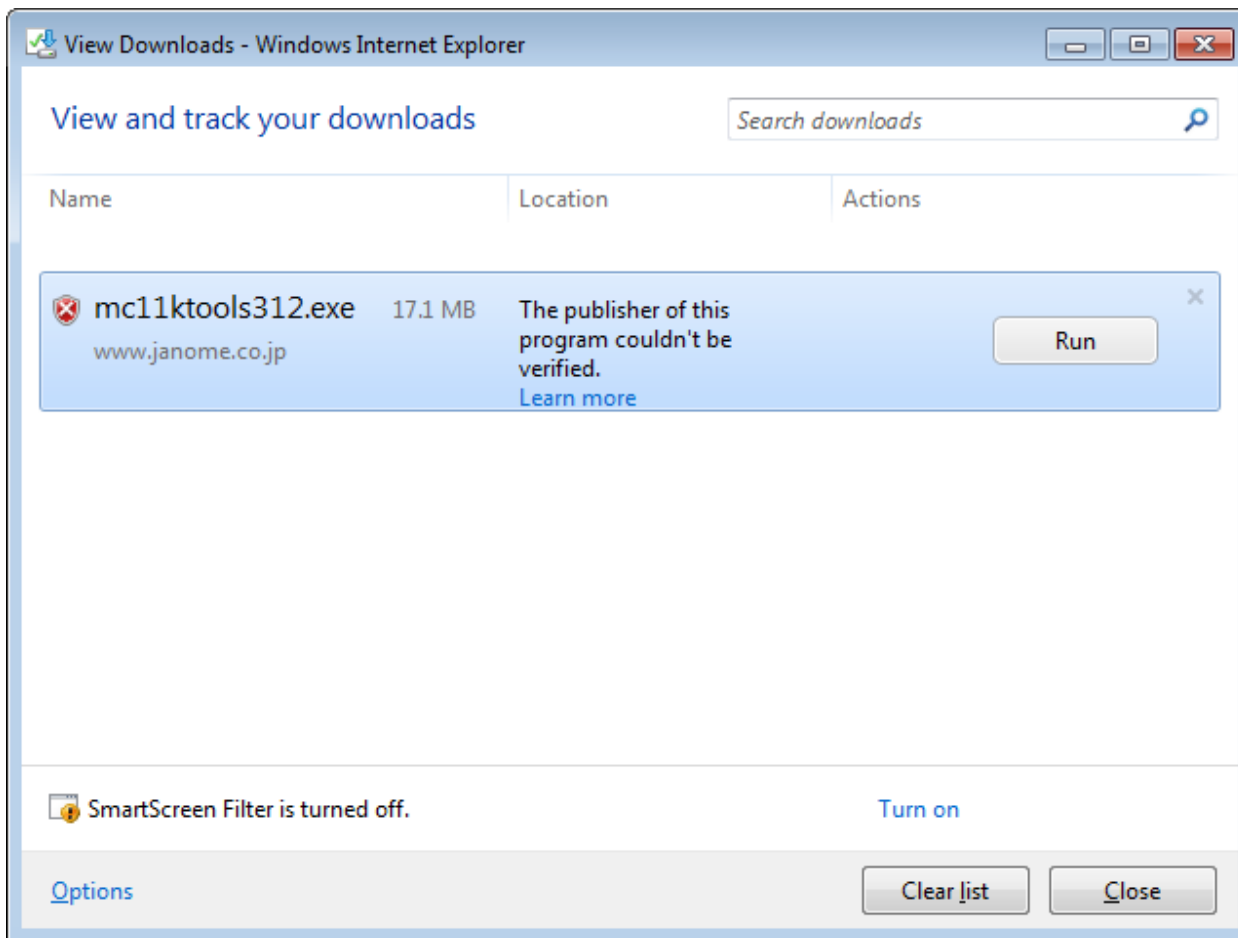 View Downloads - Windows Internet Explorer
View and track your downloads
Search downloads
Name
Location
Actions
mc11ktools312.exe
17.1 MB
www.janome.co.jp
The publisher of this
program couldn't be
verified.
Learn more
Run
SmartScreen Filter is turned off.
Turn on
Options
Clear list
Close